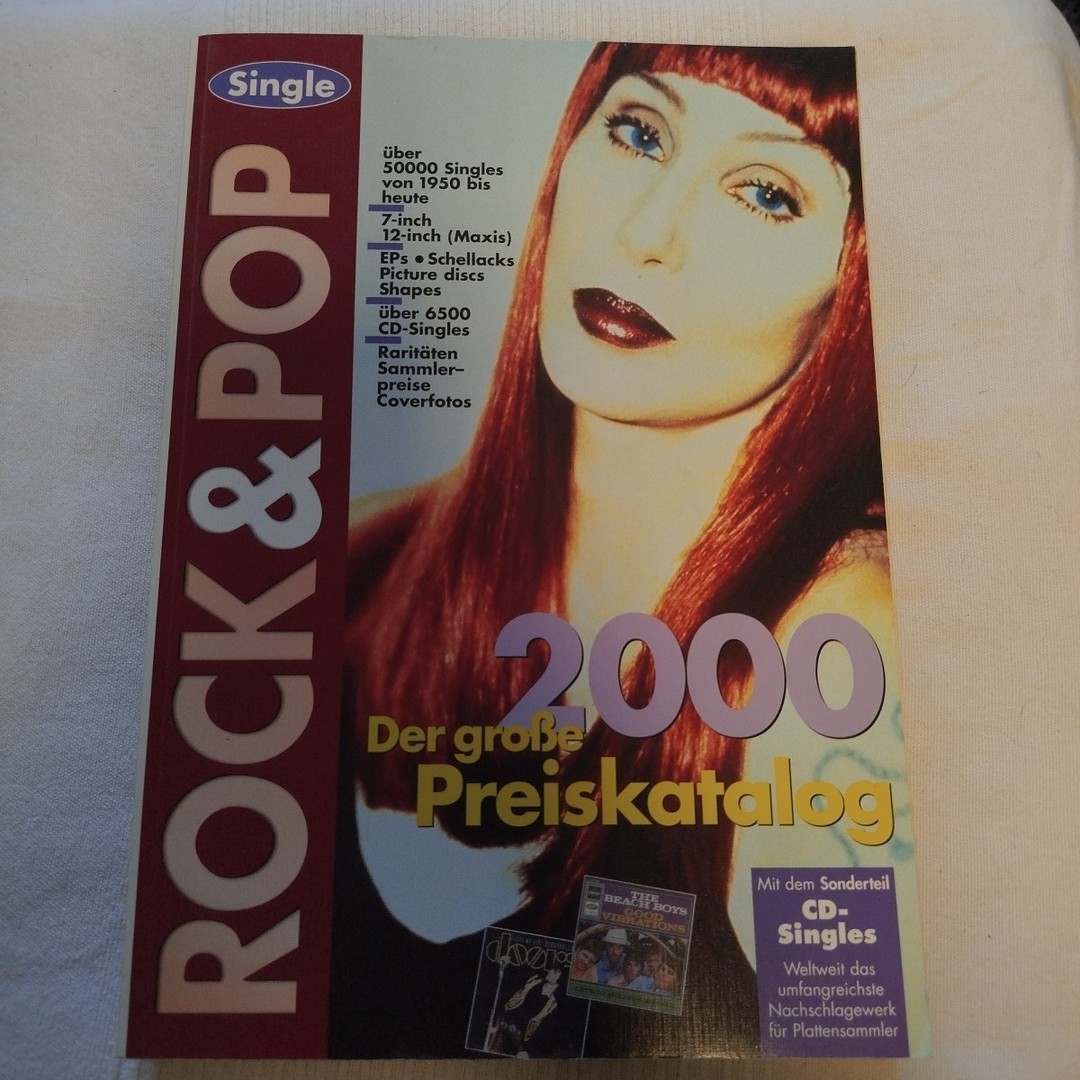 Single
ROCK & POP
über
50000 Singles
von 1950 bis
heute
7-inch
12-inch (Maxis)
EPs • Schellacks
Picture discs
Shapes
über 6500
CD-Singles
Raritäten
Sammler-
preise
Coverfotos
2000
Der große
Preiskatalog
THE
BEACH BOYS
GOOD
VIBRATIONS
doors
Mit dem Sonderteil
CD-
Singles
Weltweit das
umfangreichste
Nachschlagewerk
für Plattensammler